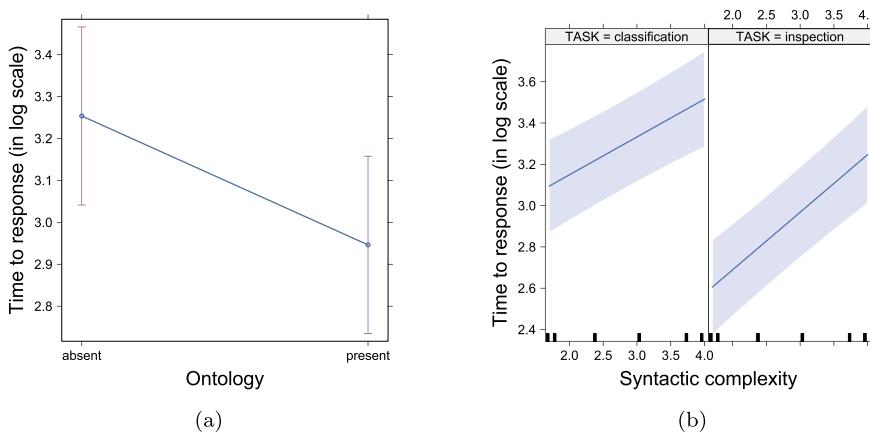 Time to response (in log scale)
3.4
3.3
3.2
3.1
3.0
2.9
2.8
absent present
Ontology
(a)
2.0 2.5 3.0 3.5 4.
TASK = classification TASK = inspection
Time to response (in log scale)
3.6
3.4
3.2
3.0
2.8
2.6
2.4
2.0 2.5 3.0 3.5 4.0
Syntactic complexity
(b)